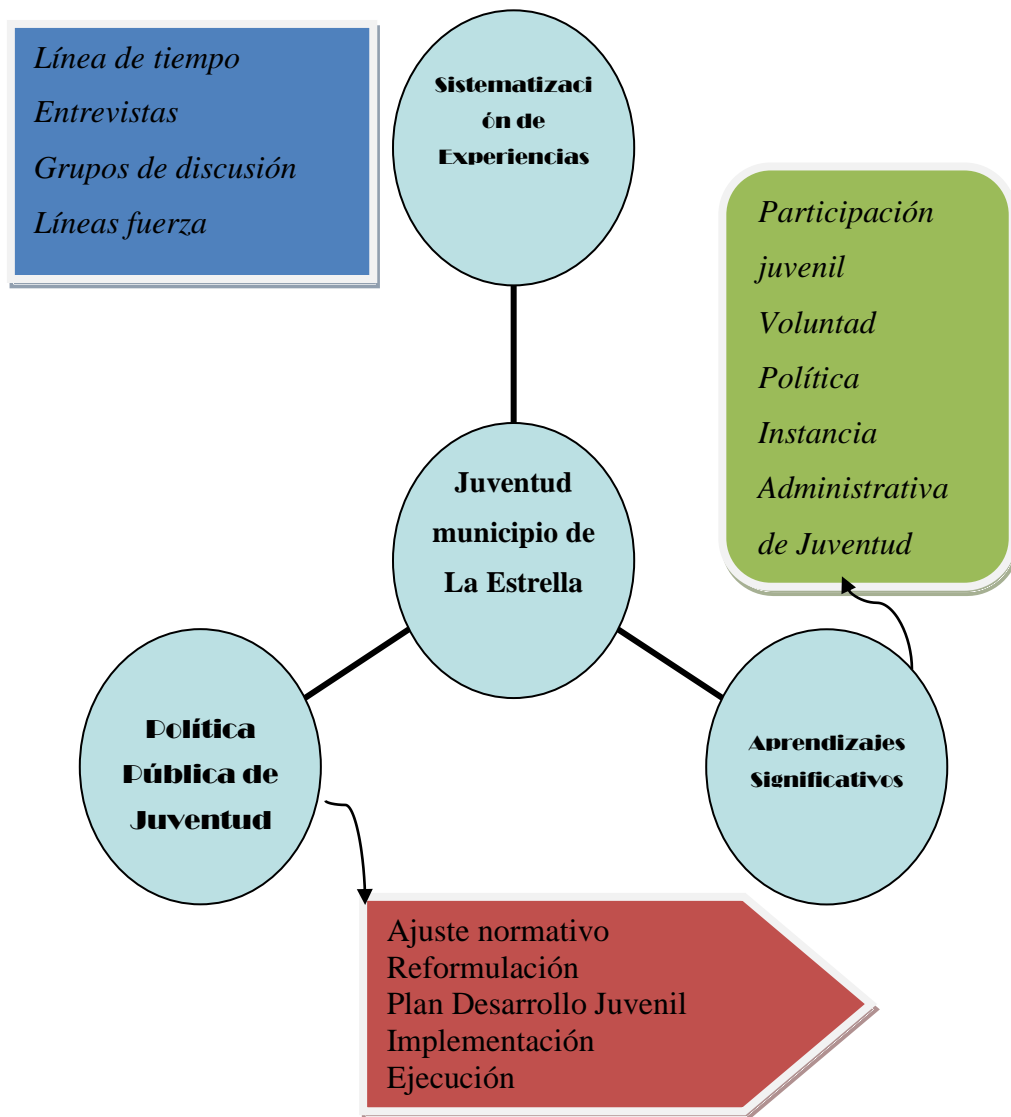 Línea de tiempo
Entrevistas
Grupos de discusión
Líneas fuerza
Sistematizaci
ón de
Experiencias
Participación
juvenil
Voluntad
Política
Instancia
Administrativa
de Juventud
Juventud
municipio de
La Estrella
Política
Pública de
Juventud
Aprendizajes
Significativos
Ajuste normativo
Reformulación
Plan Desarrollo Juvenil
Implementación
Ejecución